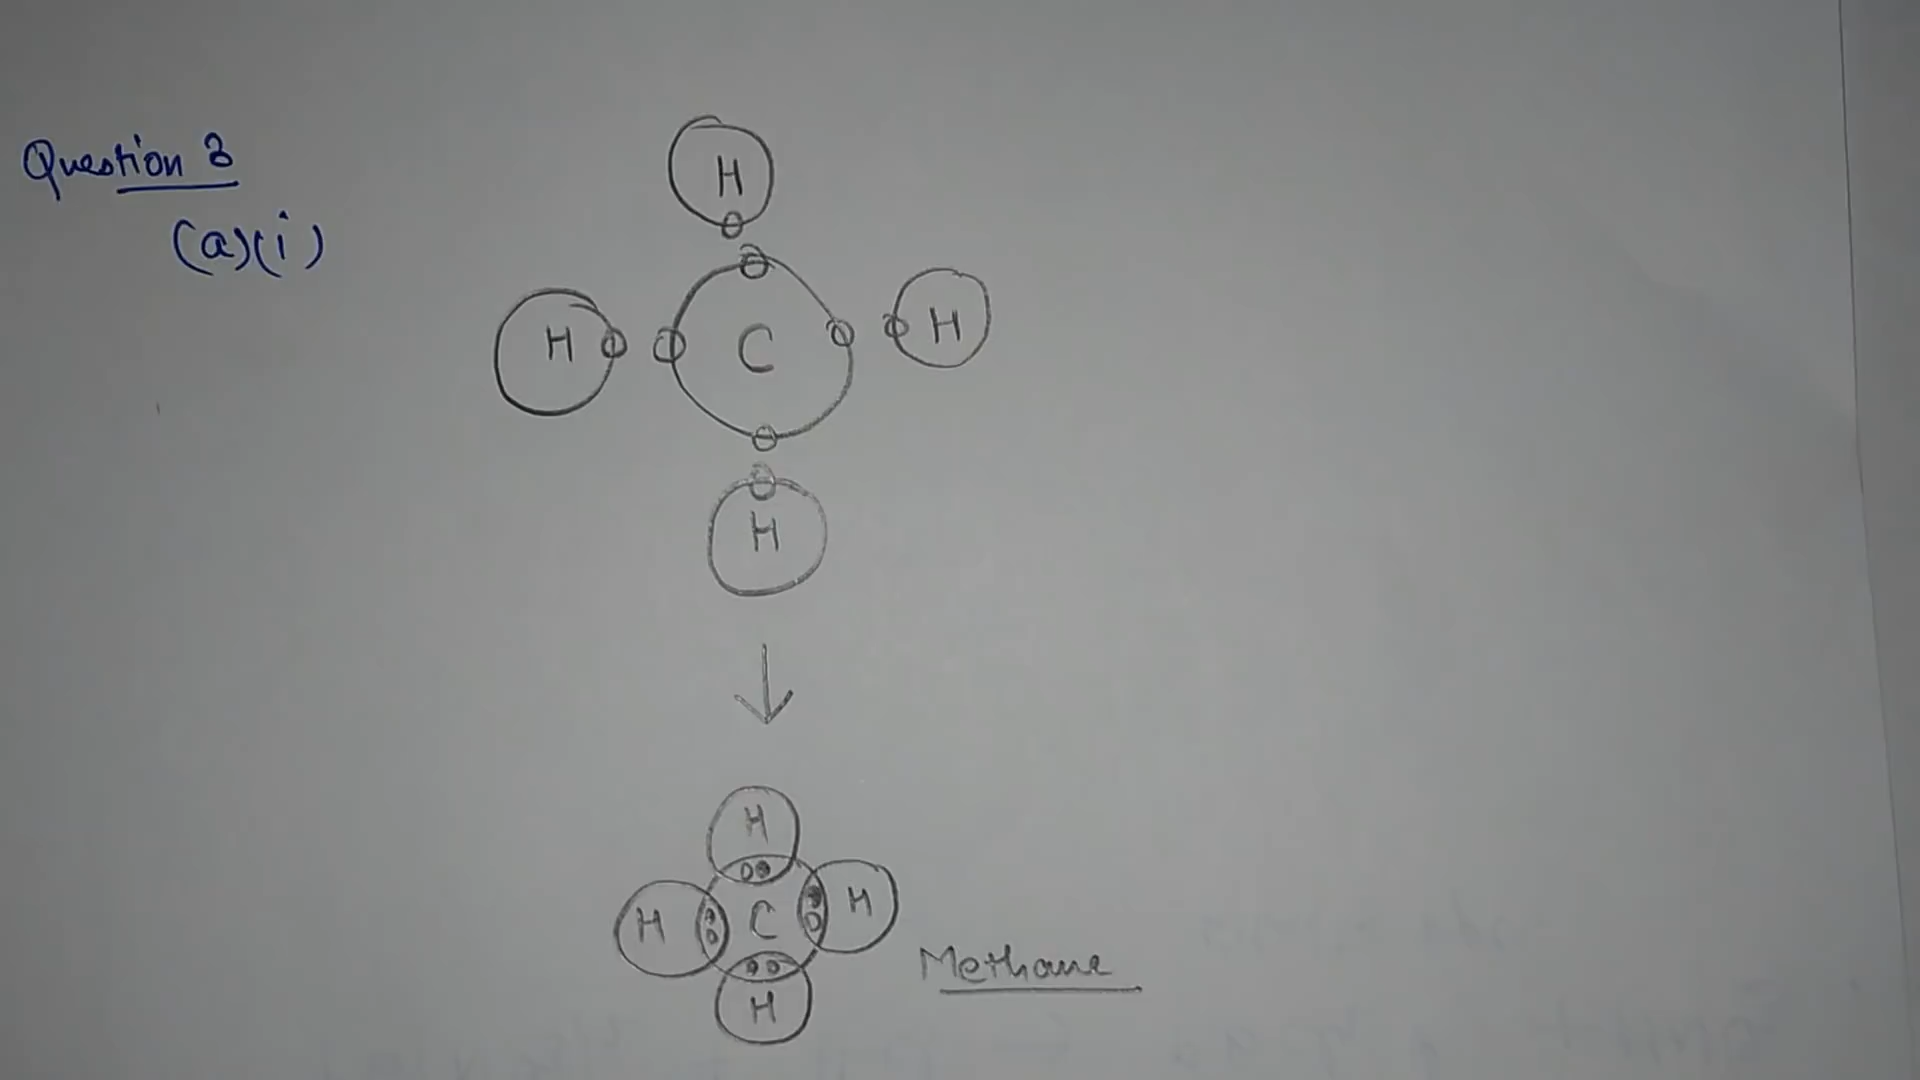 Question 3
(a)(i)
H
H C H
H
H
H C H
H
Methane